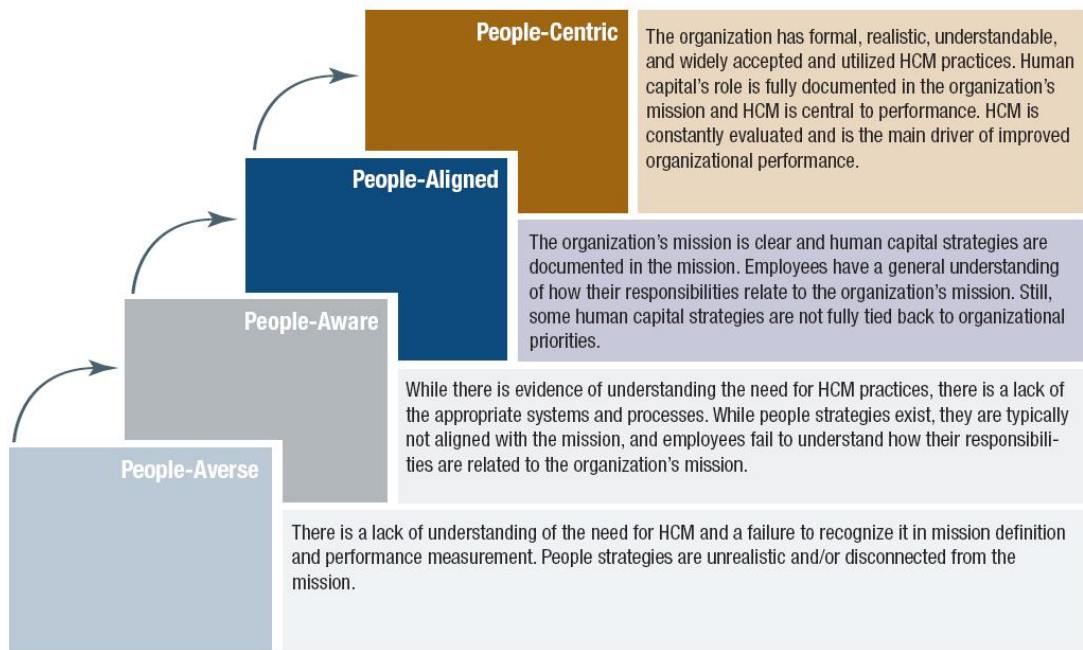 People-Centric
The organization has formal, realistic, understandable,
and widely accepted and utilized HCM practices. Human
capital’s role is fully documented in the organization’s
mission and HCM is central to performance. HCM is
constantly evaluated and is the main driver of improved
organizational performance.
People-Aligned
The organization’s mission is clear and human capital strategies are
documented in the mission. Employees have a general understanding
of how their responsibilities relate to the organization’s mission. Still,
some human capital strategies are not fully tied back to organizational
priorities.
People-Aware
While there is evidence of understanding the need for HCM practices, there is a lack of
the appropriate systems and processes. While people strategies exist, they are typically
not aligned with the mission, and employees fail to understand how their responsibili-
ties are related to the organization’s mission.
People-Averse
There is a lack of understanding of the need for HCM and a failure to recognize it in mission definition
and performance measurement. People strategies are unrealistic and/or disconnected from the
mission.